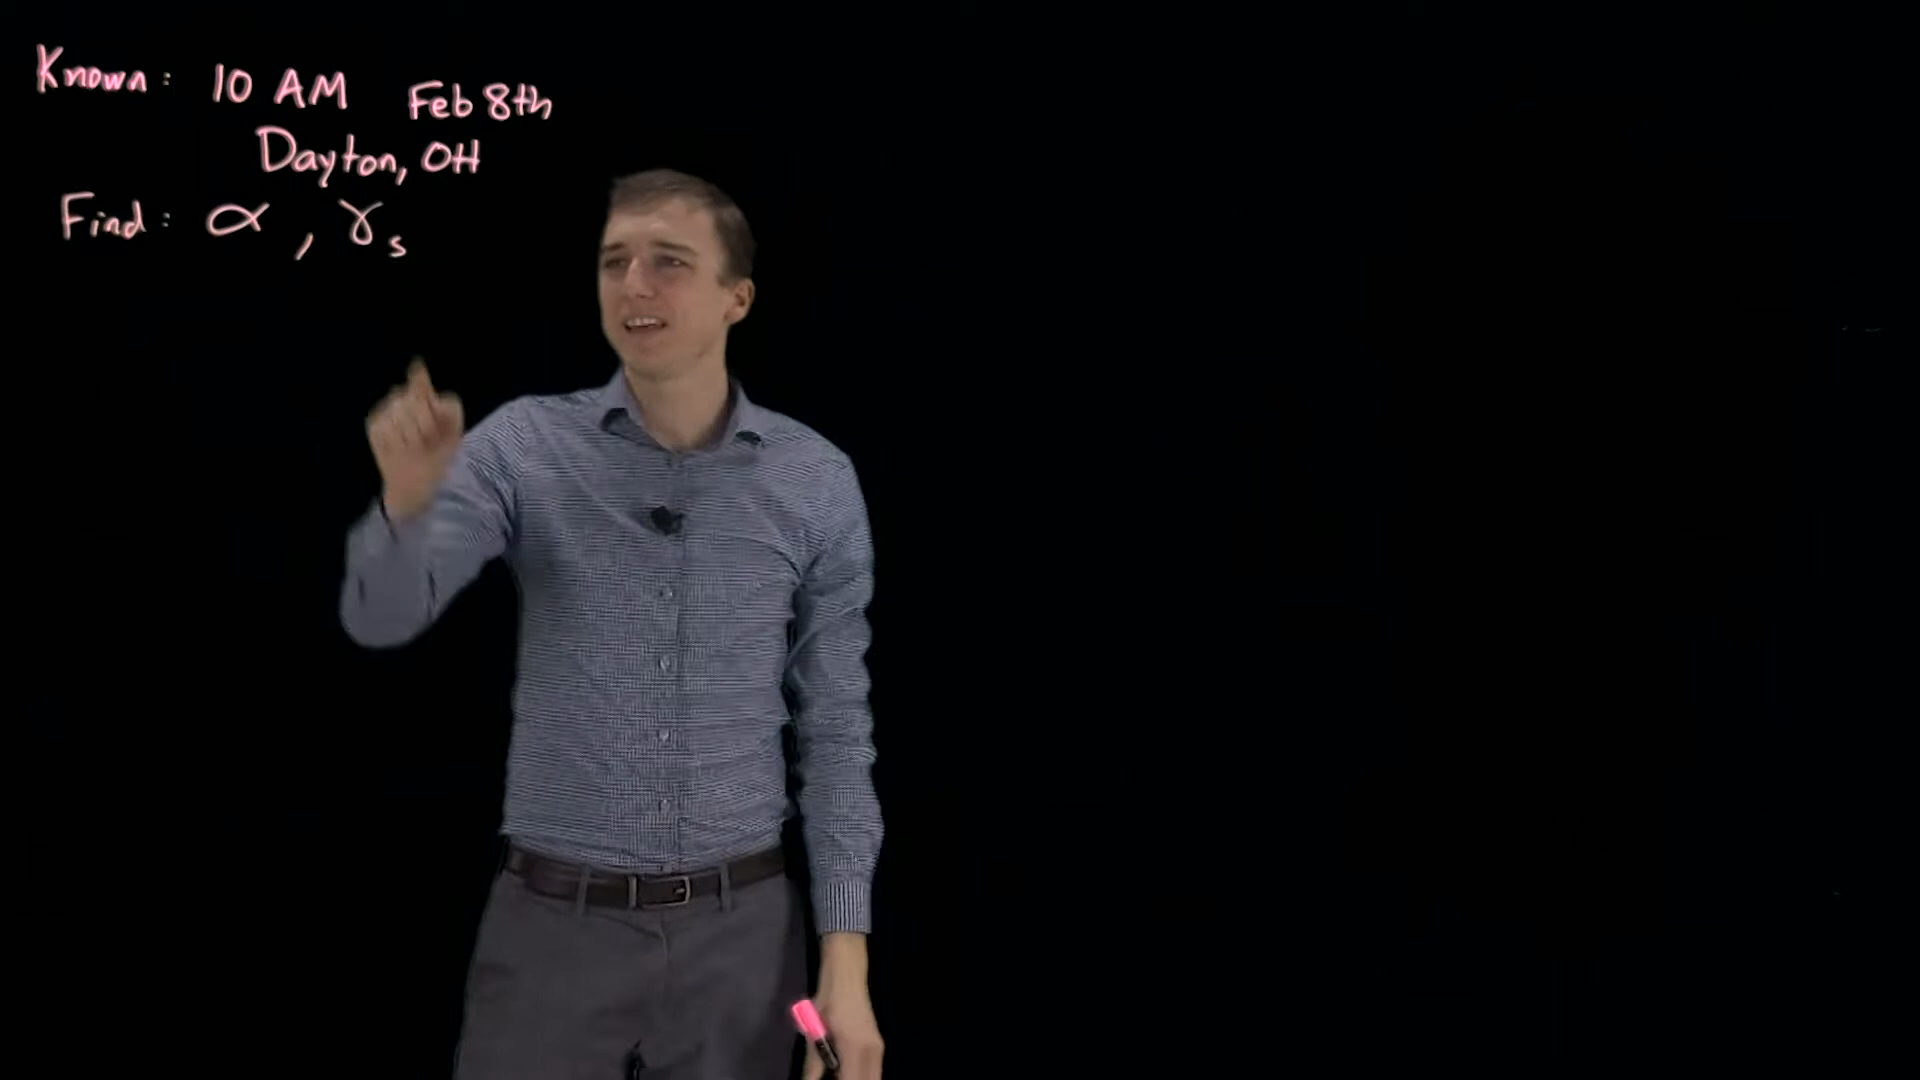 Known: 10 AM Feb 8th
Dayton, OH
Find: α, γs